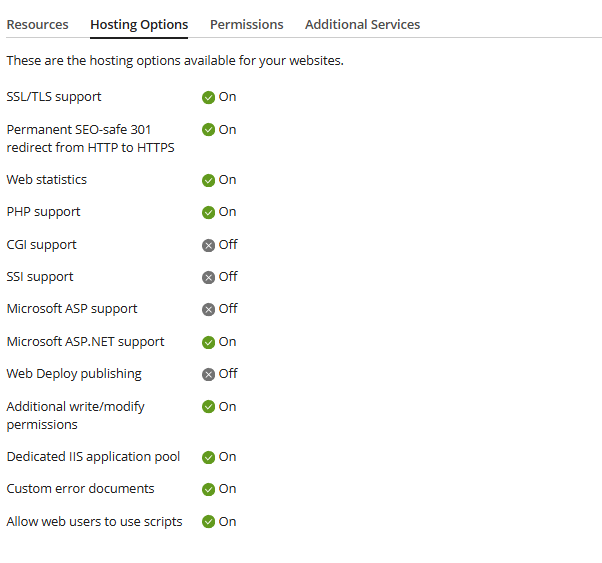 Resources Hosting Options Permissions Additional Services
These are the hosting options available for your websites.
SSL/TLS support On
Permanent SEO-safe 301
redirect from HTTP to HTTPS On
Web statistics On
PHP support On
CGI support Off
SSI support Off
Microsoft ASP support Off
Microsoft ASP.NET support On
Web Deploy publishing Off
Additional write/modify
permissions On
Dedicated IIS application pool On
Custom error documents On
Allow web users to use scripts On